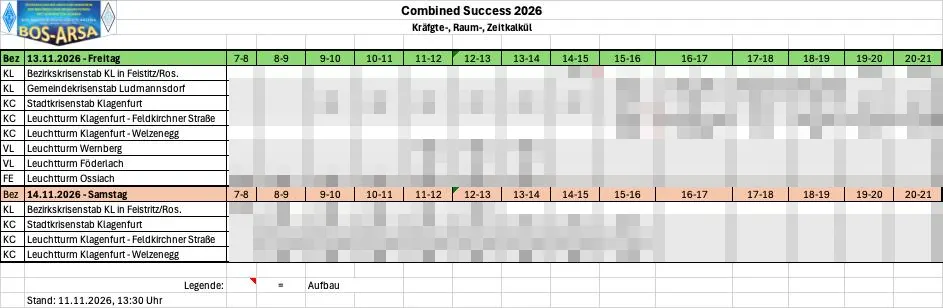 BOS-ARSA
Combined Success 2026
Kräfgte-, Raum-, Zeitkalkül
Bez 13.11.2026 - Freitag 7-8 8-9 9-10 10-11 11-12 12-13 13-14 14-15 15-16 16-17 17-18 18-19 19-20 20-21
KL Bezirkskrisenstab KL in Feistritz/Ros.
KL Gemeindekrisenstab Ludmannsdorf
KC Stadtkrisenstab Klagenfurt
KC Leuchtturm Klagenfurt - Feldkirchner Straße
KC Leuchtturm Klagenfurt - Welzenegg
VL Leuchtturm Wernberg
VL Leuchtturm Föderlach
FE Leuchtturm Ossiach
Bez 14.11.2026 - Samstag 7-8 8-9 9-10 10-11 11-12 12-13 13-14 14-15 15-16 16-17 17-18 18-19 19-20 20-21
KL Bezirkskrisenstab KL in Feistritz/Ros.
KC Stadtkrisenstab Klagenfurt
KC Leuchtturm Klagenfurt - Feldkirchner Straße
KC Leuchtturm Klagenfurt - Welzenegg
Legende: = Aufbau
Stand: 11.11.2026, 13:30 Uhr